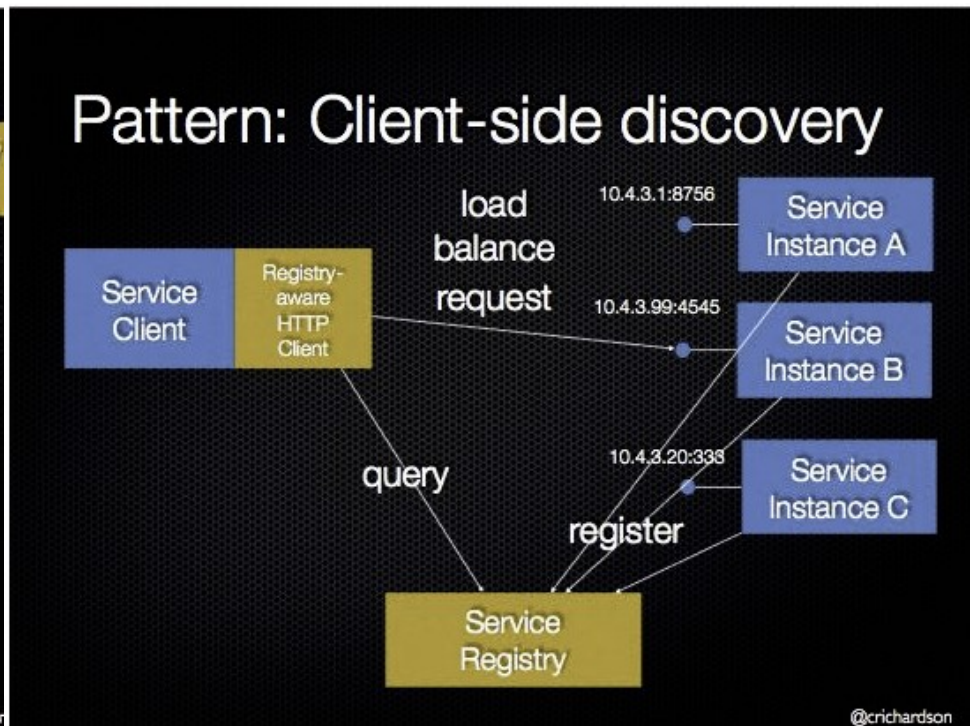 Pattern: Client-side discovery
load
balance
request
10.4.3.1:8756
Service
Instance A
Service
Client
Registry-
aware
HTTP
Client
10.4.3.99:4545
Service
Instance B
query
10.4.3.20:333
Service
Instance C
register
Service
Registry
@crichardson